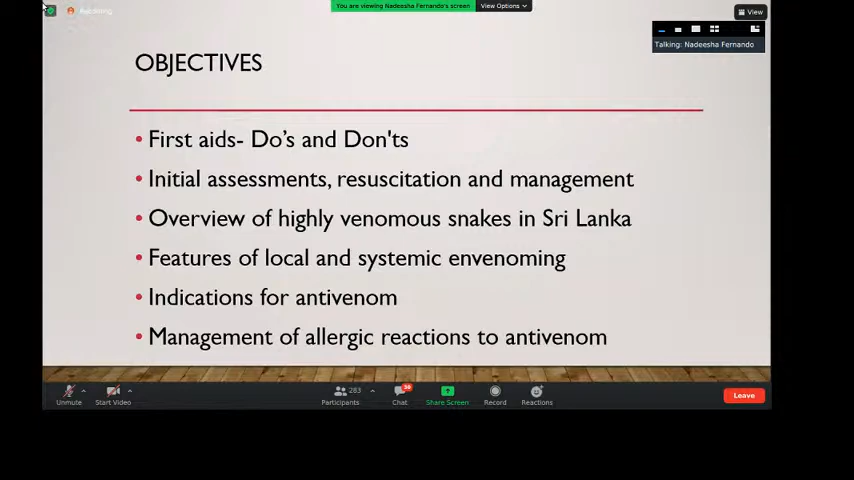 Recording
You are viewing Nadeesha Fernando's screen
View Options
View
Talking: Nadeesha Fernando
OBJECTIVES
• First aids- Do's and Don'ts
• Initial assessments, resuscitation and management
• Overview of highly venomous snakes in Sri Lanka
• Features of local and systemic envenoming
• Indications for antivenom
• Management of allergic reactions to antivenom
Unmute
Start Video
283
Participants
Chat
Share Screen
Record
Reactions
Leave